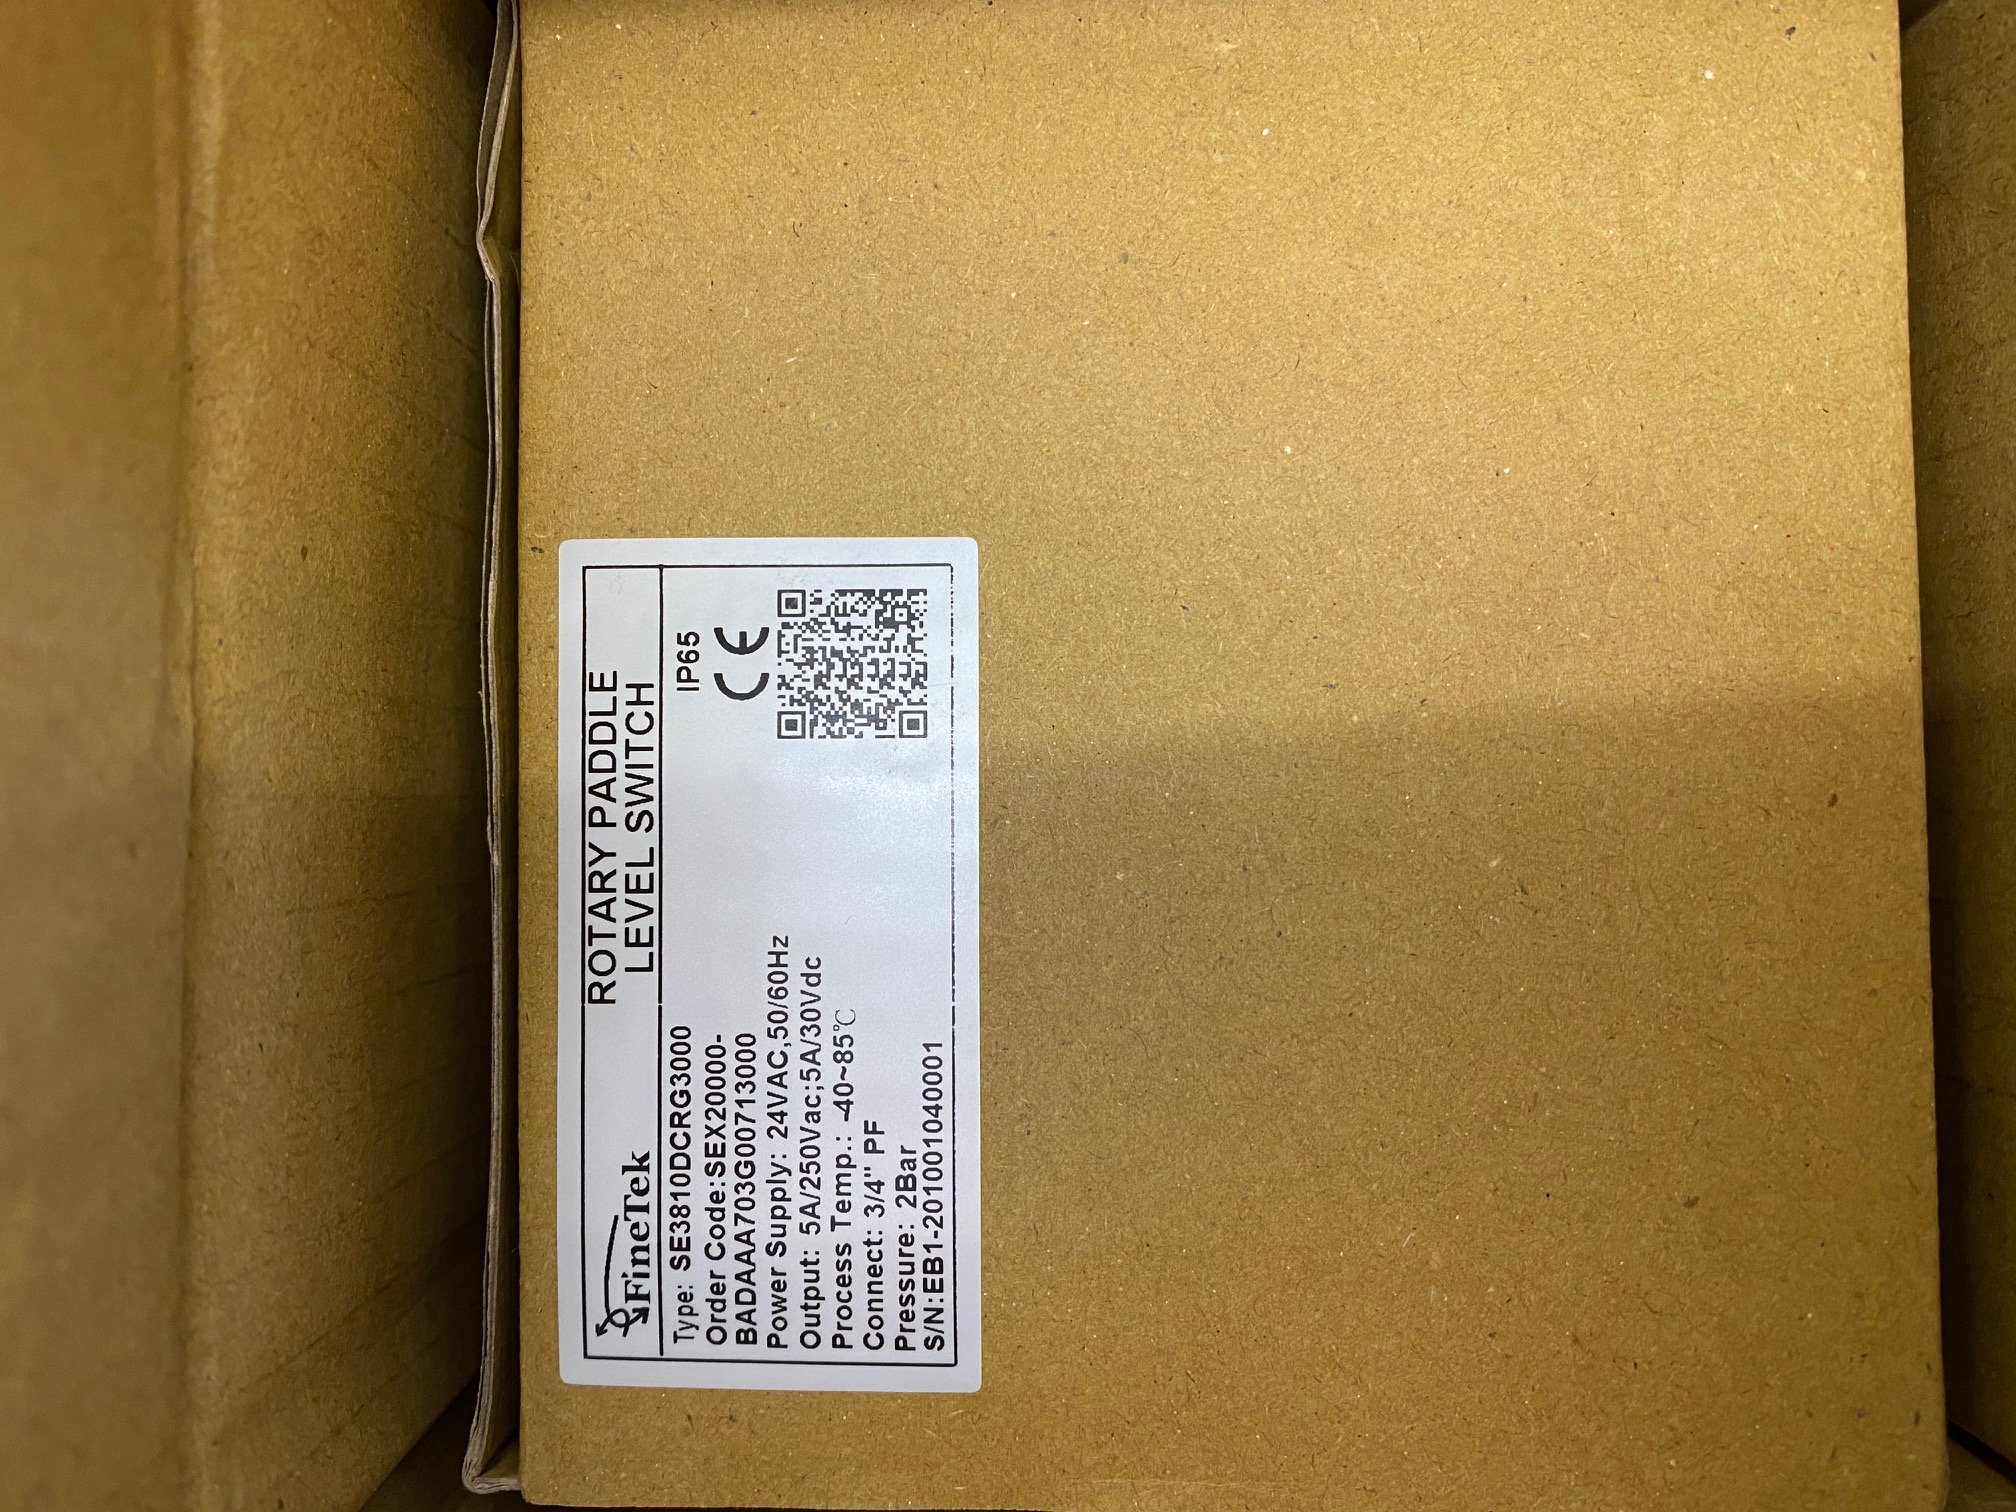 FineTek
ROTARY PADDLE
LEVEL SWITCH
Type: SE3810DCRG3000
IP65
Order Code:SEX20000-
BADAAA703G00713000
CE
Power Supply: 24VAC,50/60Hz
Output: 5A/250Vac;5A/30Vdc
Process Temp.: -40~85℃
Connect: 3/4" PF
Pressure: 2Bar
S/N:EB1-201001040001